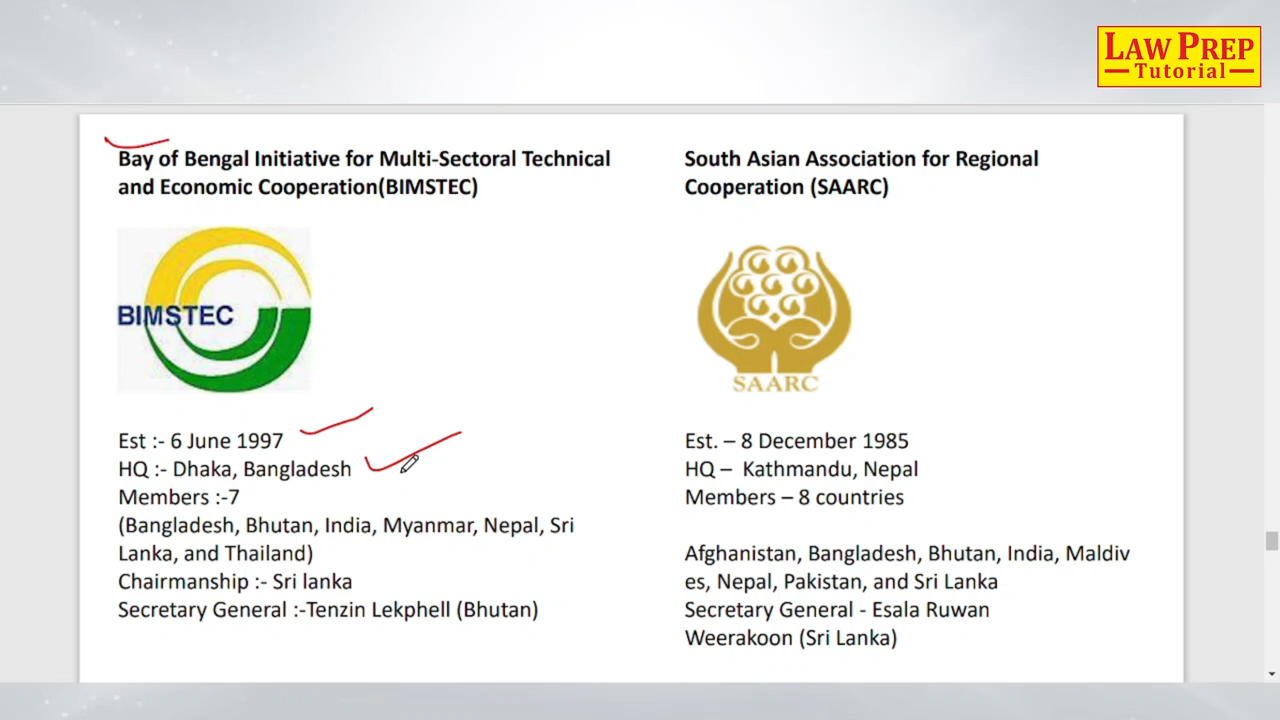 LAW PREP
Tutorial
Bay of Bengal Initiative for Multi-Sectoral Technical
and Economic Cooperation(BIMSTEC)
BIMSTEC
Est :- 6 June 1997
HQ :- Dhaka, Bangladesh
Members :-7
(Bangladesh, Bhutan, India, Myanmar, Nepal, Sri
Lanka, and Thailand)
Chairmanship :- Sri lanka
Secretary General :-Tenzin Lekphell (Bhutan)
South Asian Association for Regional
Cooperation (SAARC)
SAARC
Est. – 8 December 1985
HQ – Kathmandu, Nepal
Members – 8 countries
Afghanistan, Bangladesh, Bhutan, India, Maldiv
es, Nepal, Pakistan, and Sri Lanka
Secretary General - Esala Ruwan
Weerakoon (Sri Lanka)